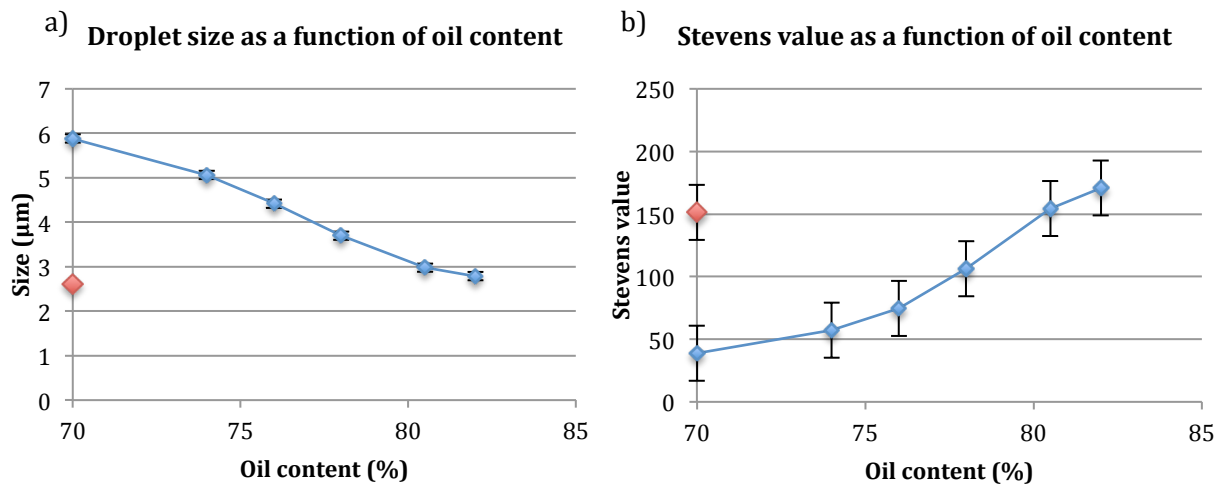 a)
Droplet size as a function of oil content
7
6
5
4
3
2
1
0
Size (µm)
70 75 80 85
Oil content (%)
b)
Stevens value as a function of oil content
250
200
150
100
50
0
Stevens value
70 75 80 85
Oil content (%)